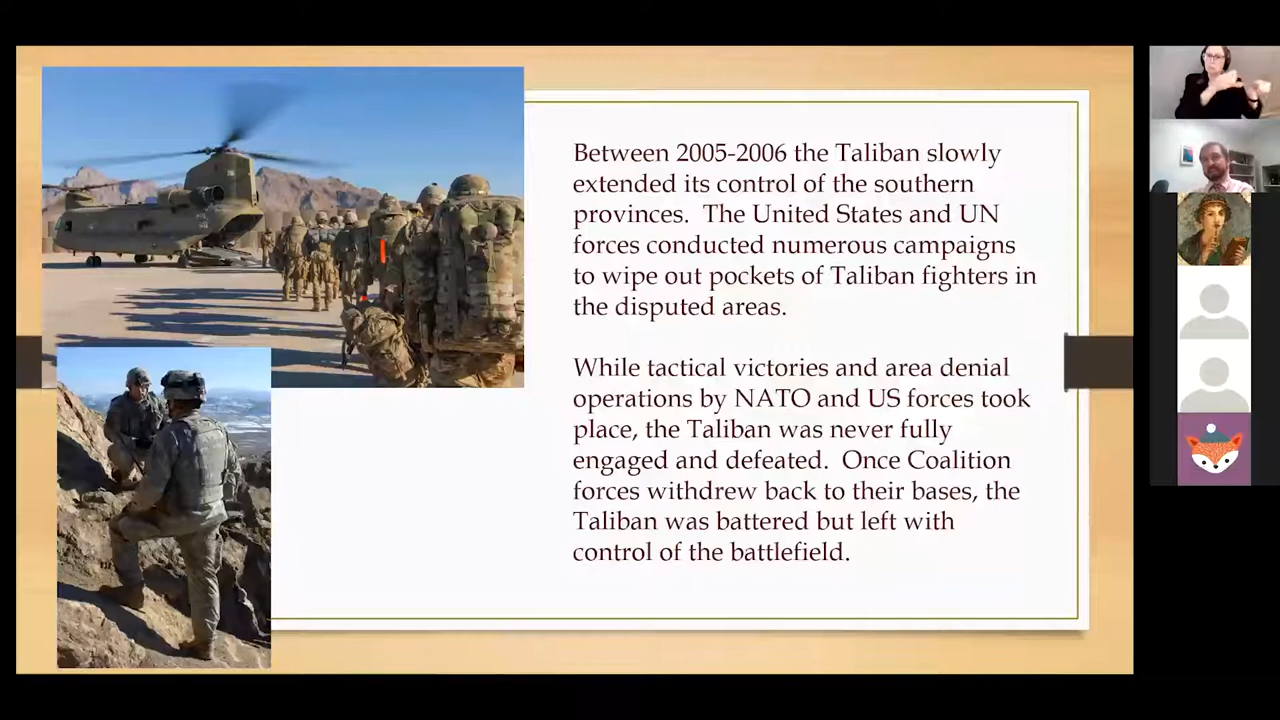 Between 2005-2006 the Taliban slowly
extended its control of the southern
provinces.  The United States and UN
forces conducted numerous campaigns
to wipe out pockets of Taliban fighters in
the disputed areas.
While tactical victories and area denial
operations by NATO and US forces took
place, the Taliban was never fully
engaged and defeated.  Once Coalition
forces withdrew back to their bases, the
Taliban was battered but left with
control of the battlefield.